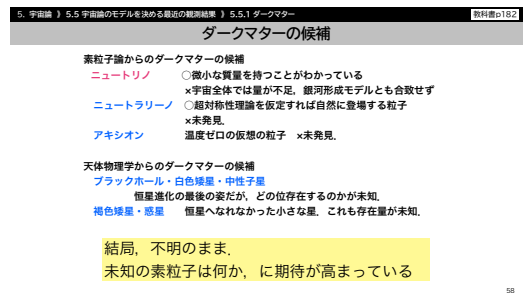 5. 宇宙論 》 5.5 宇宙論のモデルを決める最近の観測結果 》 5.5.1 ダークマター
教科書p182
ダークマターの候補
素粒子論からのダークマターの候補
ニュートリノ ○微小な質量を持つことがわかっている
×宇宙全体では量が不足，銀河形成モデルとも合致せず
ニュートラリーノ ○超対称性理論を仮定すれば自然に登場する粒子
×未発見．
アキシオン 温度ゼロの仮想の粒子 ×未発見．
天体物理学からのダークマターの候補
ブラックホール・白色矮星・中性子星
恒星進化の最後の姿だが，どの位存在するのかが未知．
褐色矮星・惑星 恒星へなれなかった小さな星．これも存在量が未知．
結局，不明のまま．
未知の素粒子は何か，に期待が高まっている
58